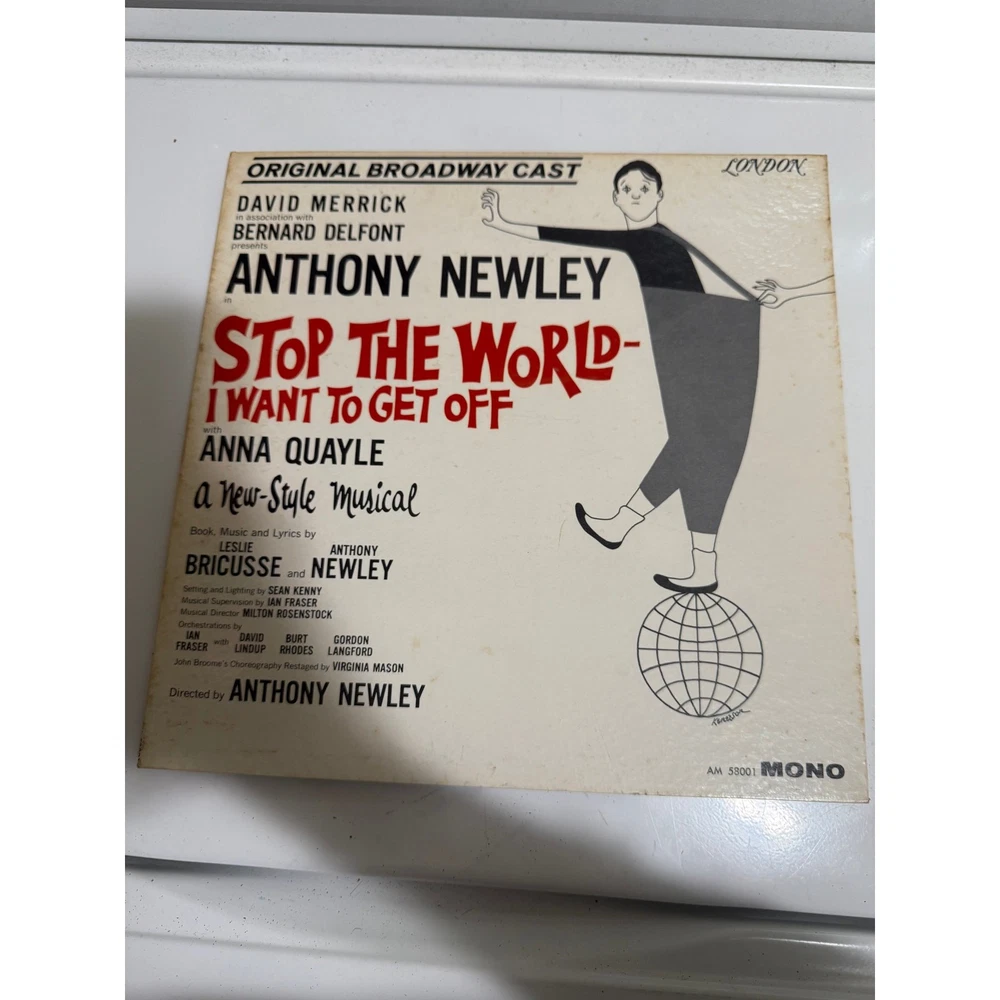 ORIGINAL BROADWAY CAST
LONDON
DAVID MERRICK
in association with
BERNARD DELFONT
presents
ANTHONY NEWLEY
in
STOP THE WORLD-
I WANT TO GET OFF
with
ANNA QUAYLE
a New-Style Musical
Book, Music and Lyrics by
LESLIE BRICUSSE and ANTHONY NEWLEY
Setting and Lighting by SEAN KENNY
Musical Supervision by IAN FRASER
Musical Director MILTON ROSENSTOCK
Orchestrations by
IAN FRASER with DAVID LINDUP BURT RHODES GORDON LANGFORD
John Broome's Choreography Restaged by VIRGINIA MASON
Directed by ANTHONY NEWLEY
AM 58001 MONO